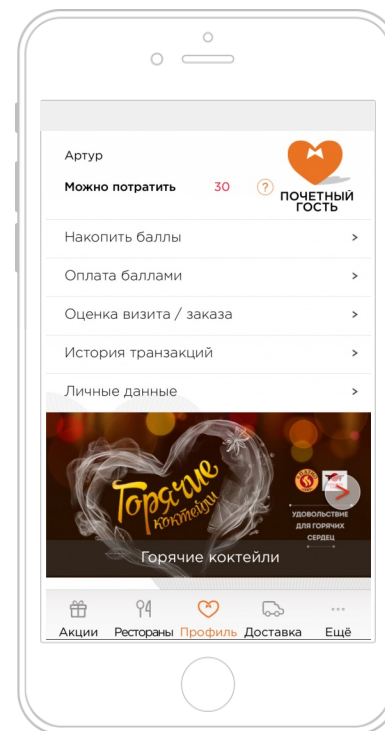 Артур
Можно потратить 30 ?
ПОЧЕТНЫЙ
ГОСТЬ
Накопить баллы >
Оплата баллами >
Оценка визита / заказа >
История транзакций >
Личные данные >
Горячие
коктейли
УДОВОЛЬСТВИЕ
ДЛЯ ГОРЯЧИХ
СЕРДЕЦ
Горячие коктейли
Акции Рестораны Профиль Доставка Ещё